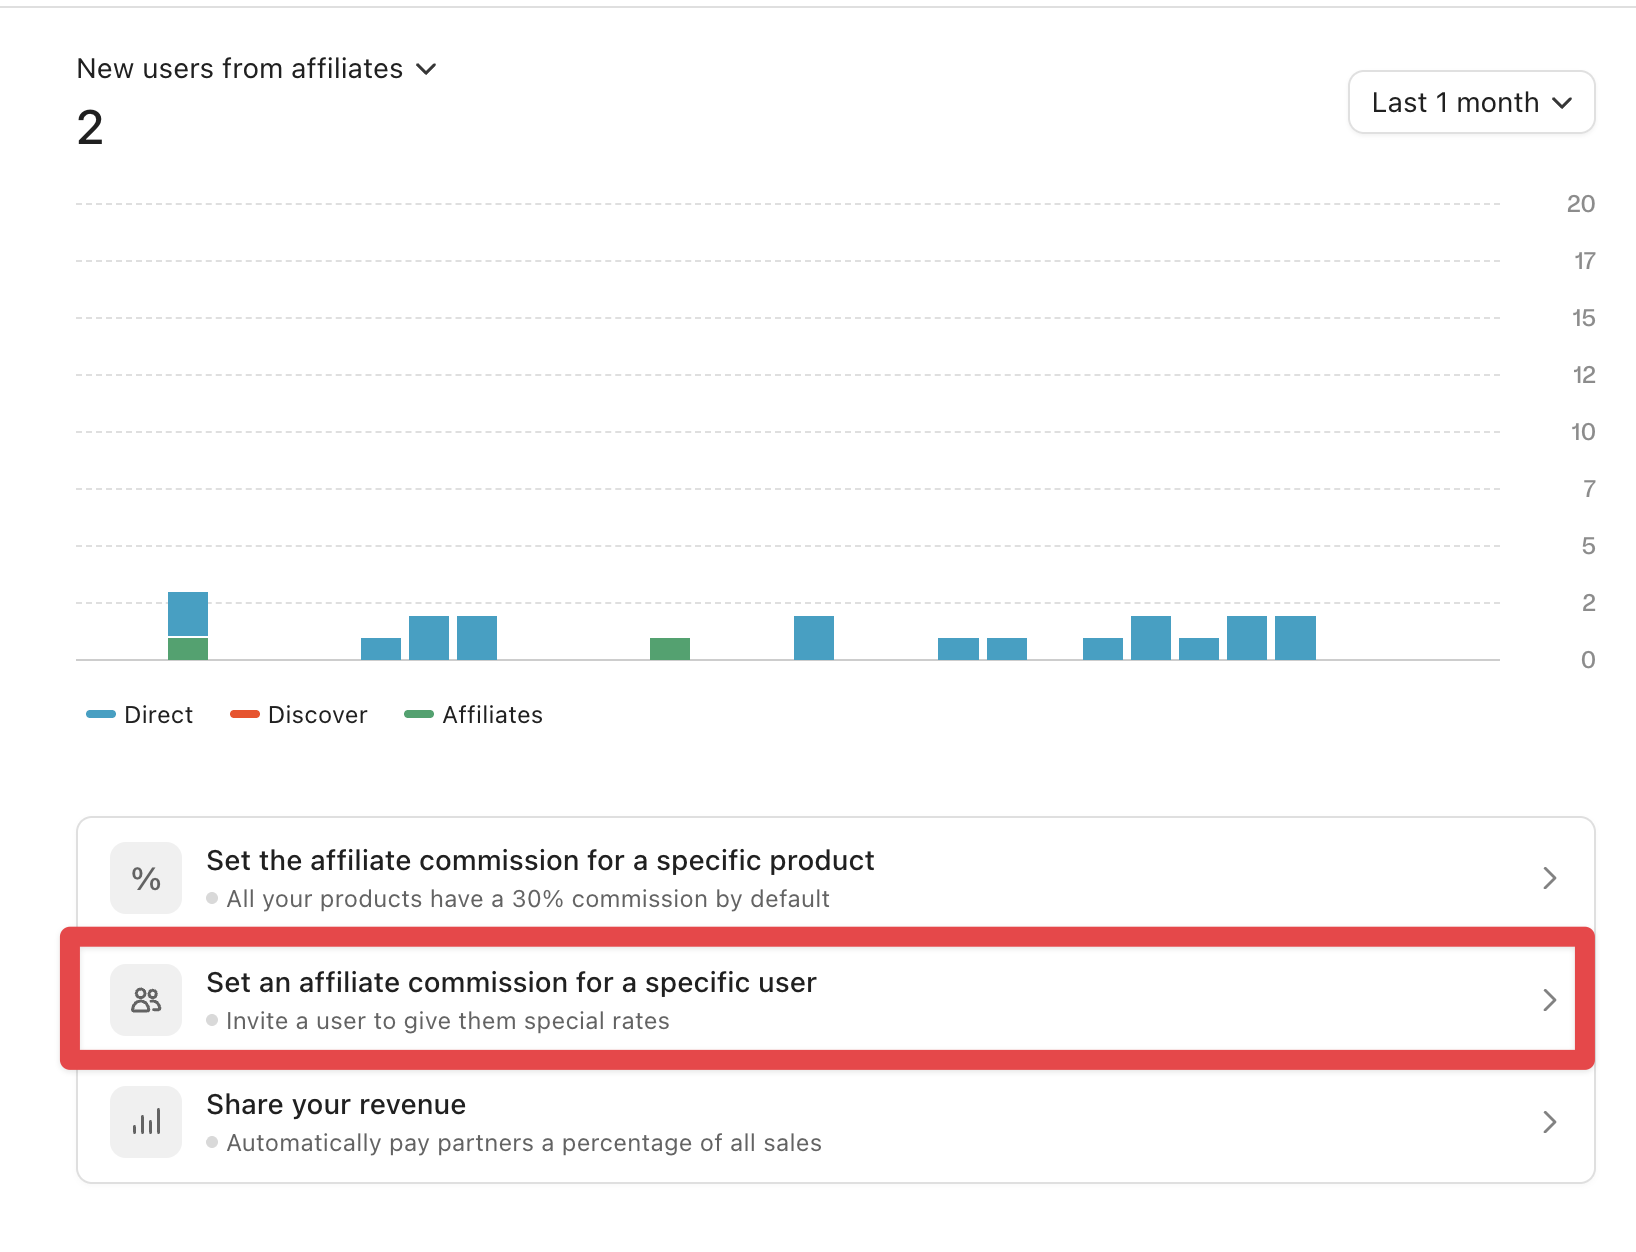 New users from affiliates
2
Last 1 month
20
17
15
12
10
7
5
2
0
Direct Discover Affiliates
%
Set the affiliate commission for a specific product
All your products have a 30% commission by default
Set an affiliate commission for a specific user
Invite a user to give them special rates
Share your revenue
Automatically pay partners a percentage of all sales